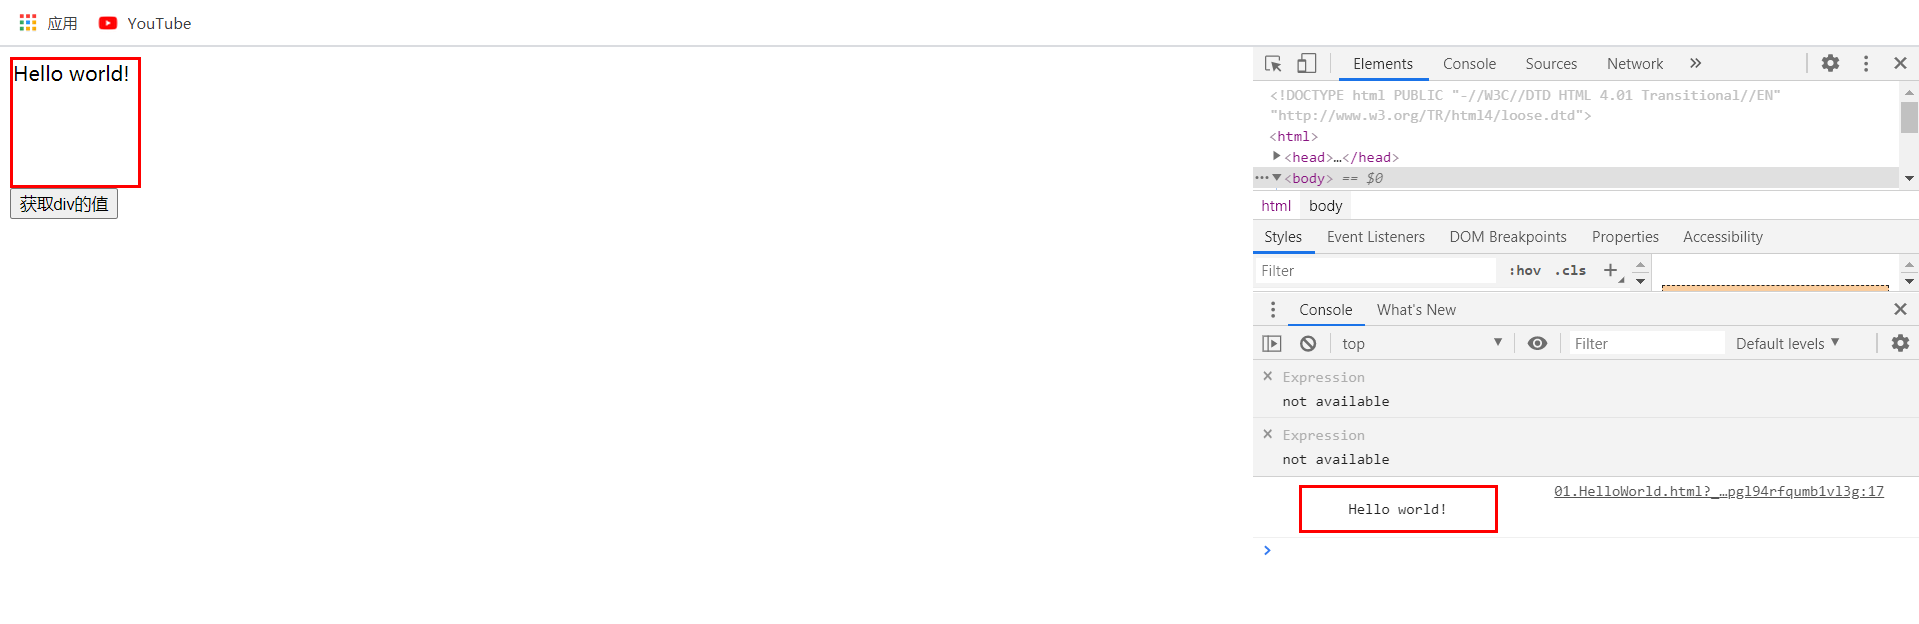 应用 YouTube
Hello world!
获取div的值
Elements Console Sources Network »
<!DOCTYPE html PUBLIC "-//W3C//DTD HTML 4.01 Transitional//EN"
"http://www.w3.org/TR/html4/loose.dtd">
<html>
<head>…</head>
<body> == $0
html body
Styles Event Listeners DOM Breakpoints Properties Accessibility
Filter :hov .cls +
Console What's New
top Filter Default levels
Expression
not available
Expression
not available
01.HelloWorld.html?_…pgl94rfqumb1vl3g:17
Hello world!